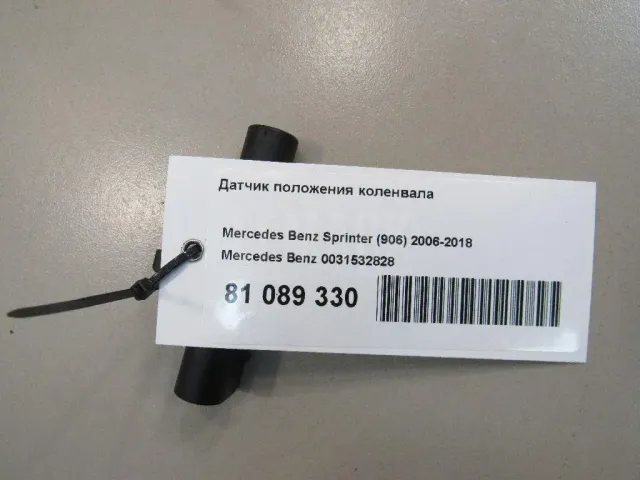 Датчик положения коленвала
Mercedes Benz Sprinter (906) 2006-2018
Mercedes Benz 0031532828
81 089 330